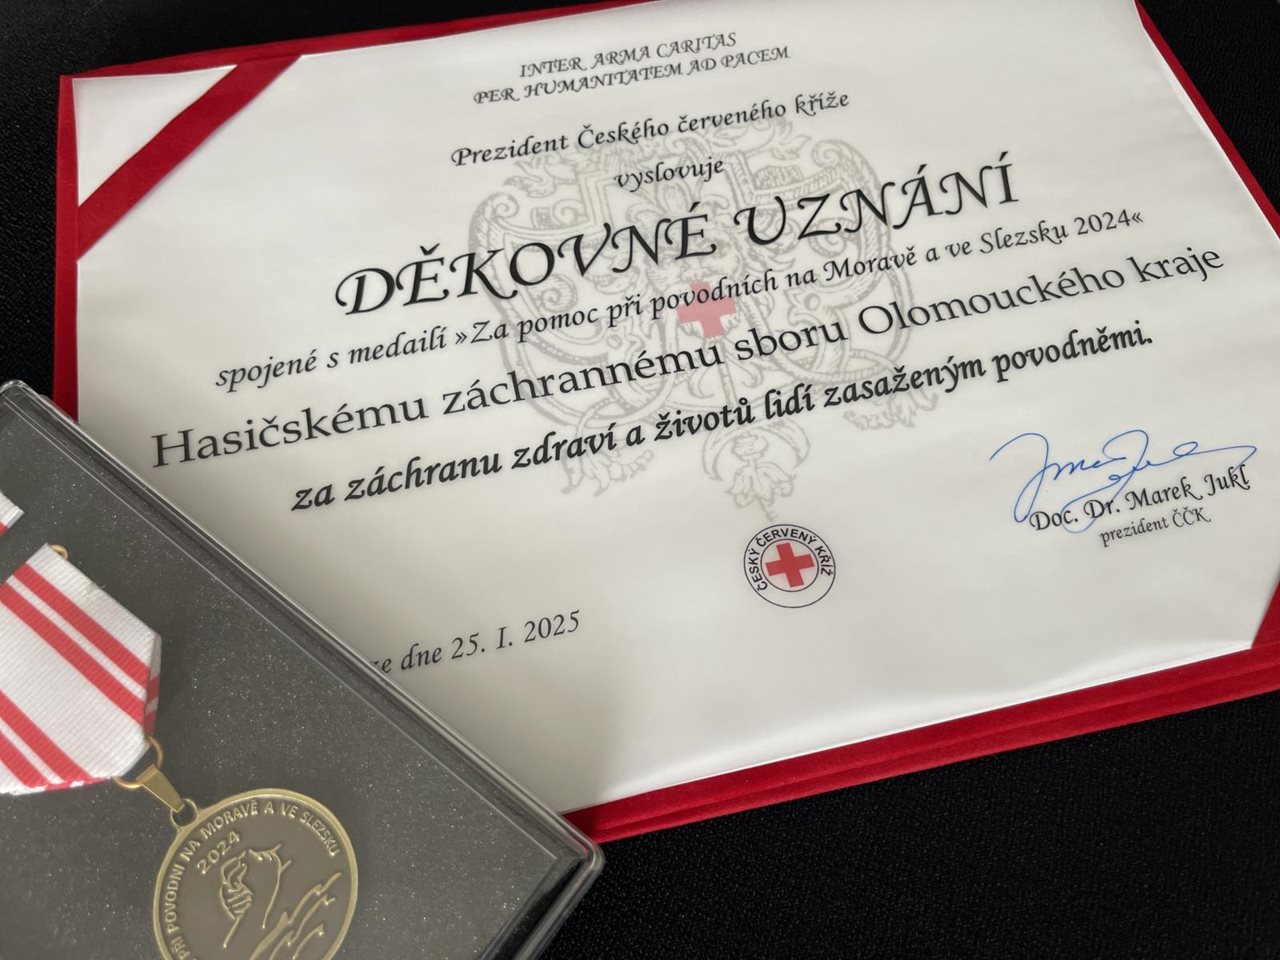 INTER ARMA CARITAS
PER HUMANITATEM AD PACEM
Prezident Českého červeného kříže
vyslovuje
DĚKOVNÉ UZNÁNÍ
spojené s medailí »Za pomoc při povodních na Moravě a ve Slezsku 2024«
Hasičskému záchrannému sboru Olomouckého kraje
za záchranu zdraví a životů lidí zasaženým povodněmi.
Doc. Dr. Marek Jukl
prezident ČČK
ČESKÝ ČERVENÝ KŘÍŽ
dne 25. I. 2025
PŘI POVODNI NA MORAVĚ A VE SLEZSKU
2024